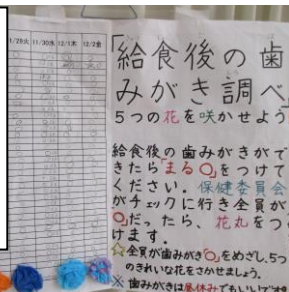 11/29火 11/30水 12/1木 12/2金
「給食後の歯
みがき調べ」
5つの花を咲かせよう
給食後の歯みがきがで
きたら「まる○」をつけて
ください。保健委員会
がチェックに行き全員が
○だったら、花丸をつ
けます。
☆全員が歯みがき○をめざし、5つ
のきれいな花をさかせましょう。
※歯みがきは昼休みでもいいです